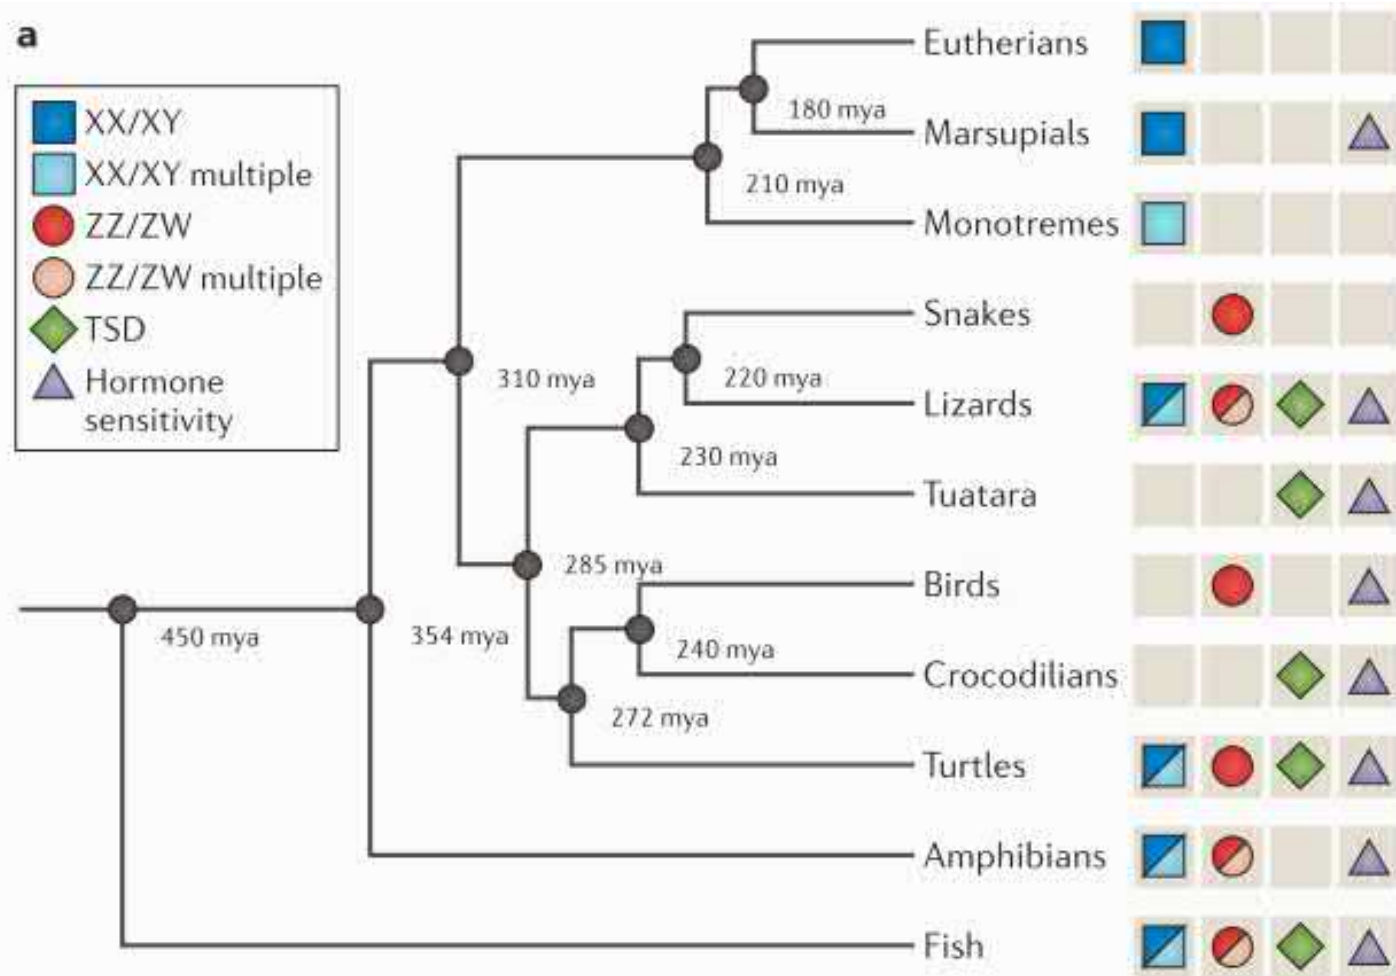 a
XX/XY
XX/XY multiple
ZZ/ZW
ZZ/ZW multiple
TSD
Hormone
sensitivity
Eutherians
180 mya
Marsupials
210 mya
Monotremes
Snakes
310 mya
220 mya
Lizards
230 mya
Tuatara
285 mya
Birds
450 mya
354 mya
240 mya
Crocodilians
272 mya
Turtles
Amphibians
Fish